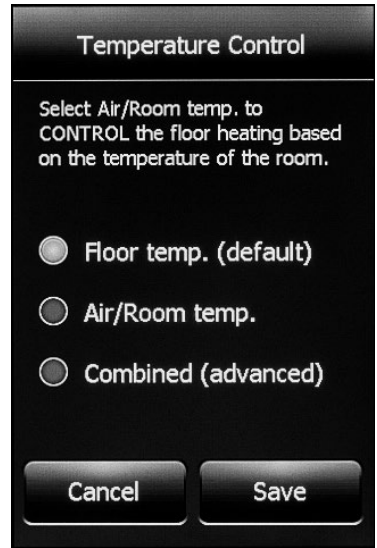 Temperature Control
Select Air/Room temp. to
CONTROL the floor heating based
on the temperature of the room.
Floor temp. (default)
Air/Room temp.
Combined (advanced)
Cancel
Save